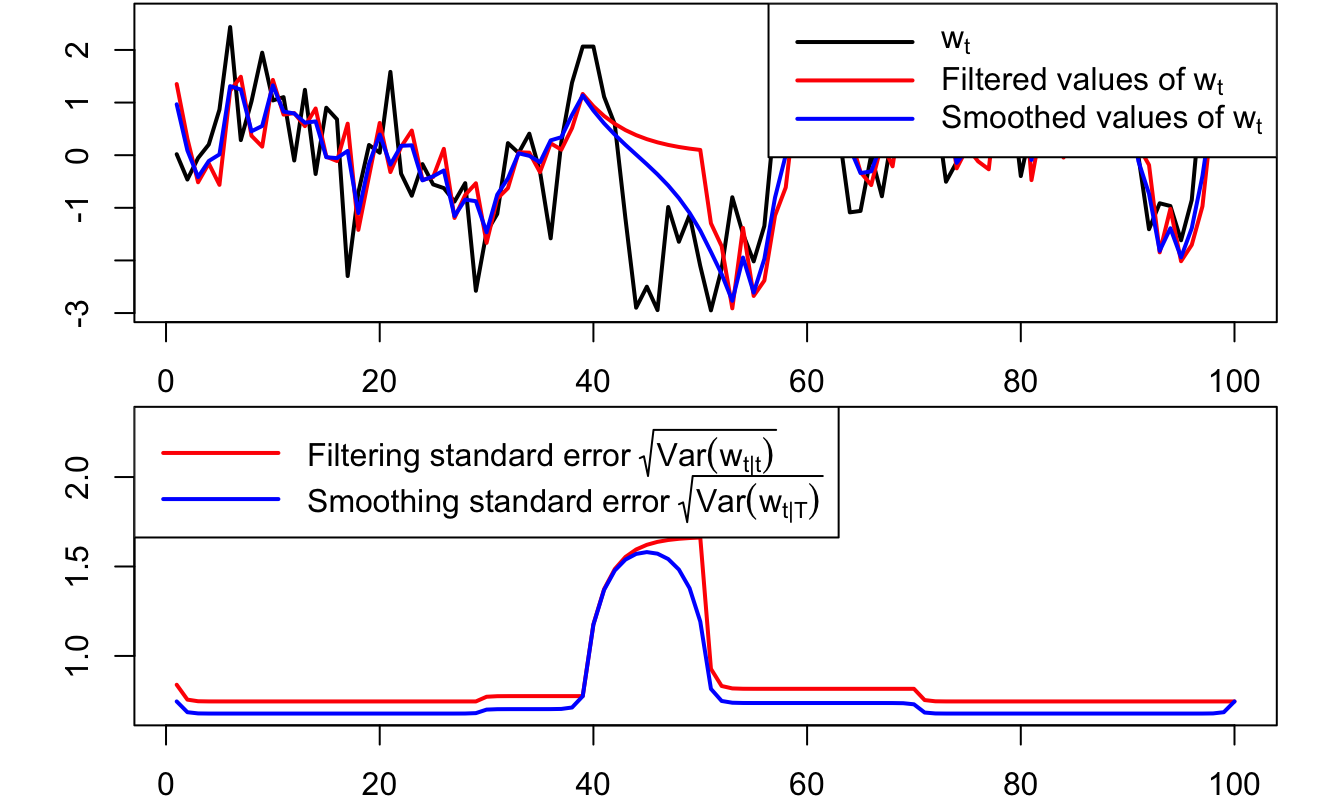 2
1
0
-1
-3
w_t
Filtered values of w_t
Smoothed values of w_t
0 20 40 60 80 100
2.0
1.5
1.0
Filtering standard error √Var(w_t|t)
Smoothing standard error √Var(w_t|T)
0 20 40 60 80 100